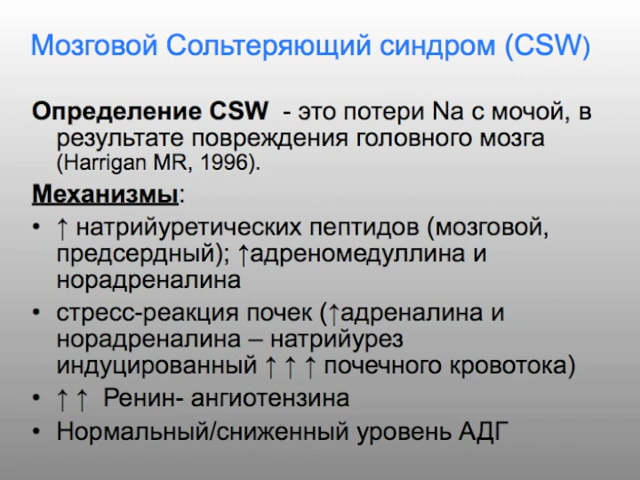 Мозговой Сольтеряющий синдром (CSW)
Определение CSW - это потери Na с мочой, в
результате повреждения головного мозга
(Harrigan MR, 1996).
Механизмы:
• ↑ натрийуретических пептидов (мозговой,
предсердный); ↑адреномедуллина и
норадреналина
• стресс-реакция почек (↑адреналина и
норадреналина – натрийурез
индуцированный ↑ ↑ ↑ почечного кровотока)
• ↑ ↑ Ренин- ангиотензина
• Нормальный/сниженный уровень АДГ